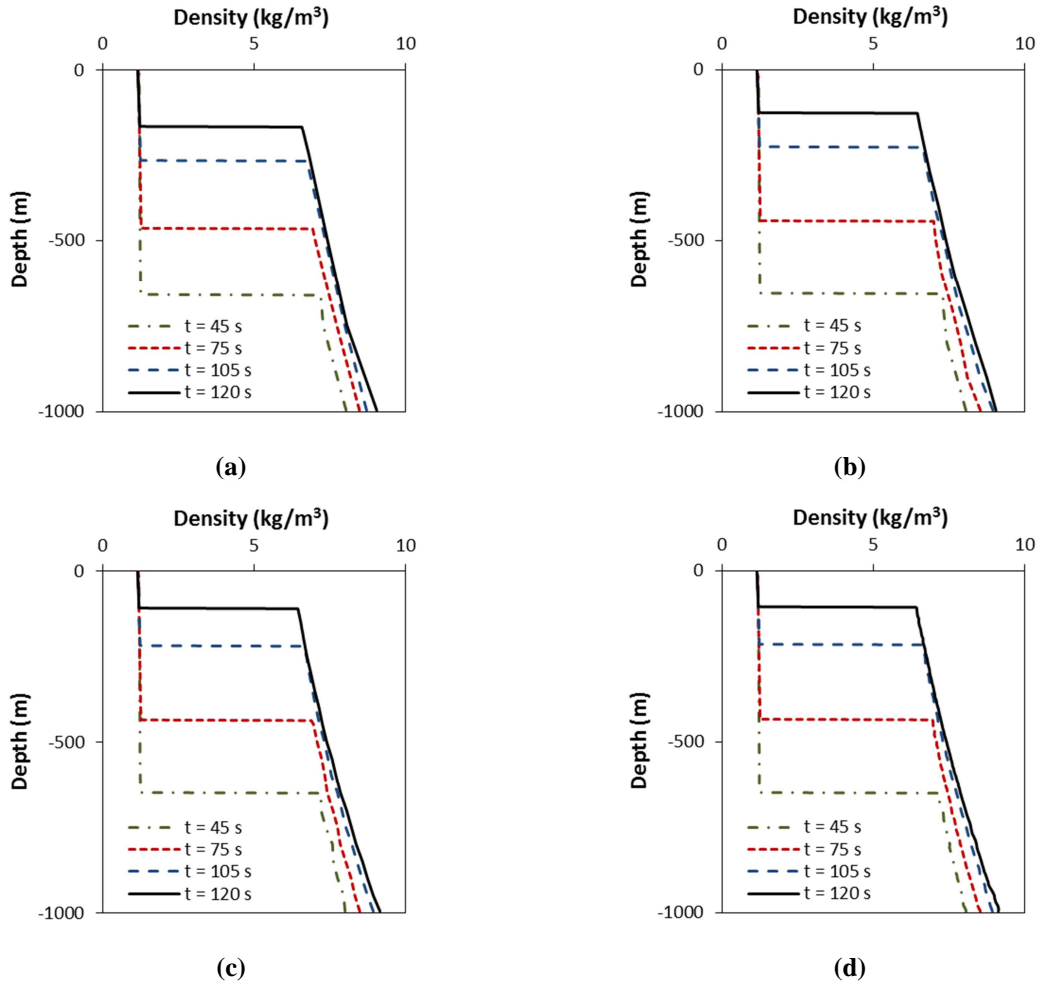 Density (kg/m³)
0 5 10
0
-500
-1000
Depth (m)
t = 45 s
t = 75 s
t = 105 s
t = 120 s
(a)
Density (kg/m³)
0 5 10
0
-500
-1000
Depth (m)
t = 45 s
t = 75 s
t = 105 s
t = 120 s
(b)
Density (kg/m³)
0 5 10
0
-500
-1000
Depth (m)
t = 45 s
t = 75 s
t = 105 s
t = 120 s
(c)
Density (kg/m³)
0 5 10
0
-500
-1000
Depth (m)
t = 45 s
t = 75 s
t = 105 s
t = 120 s
(d)